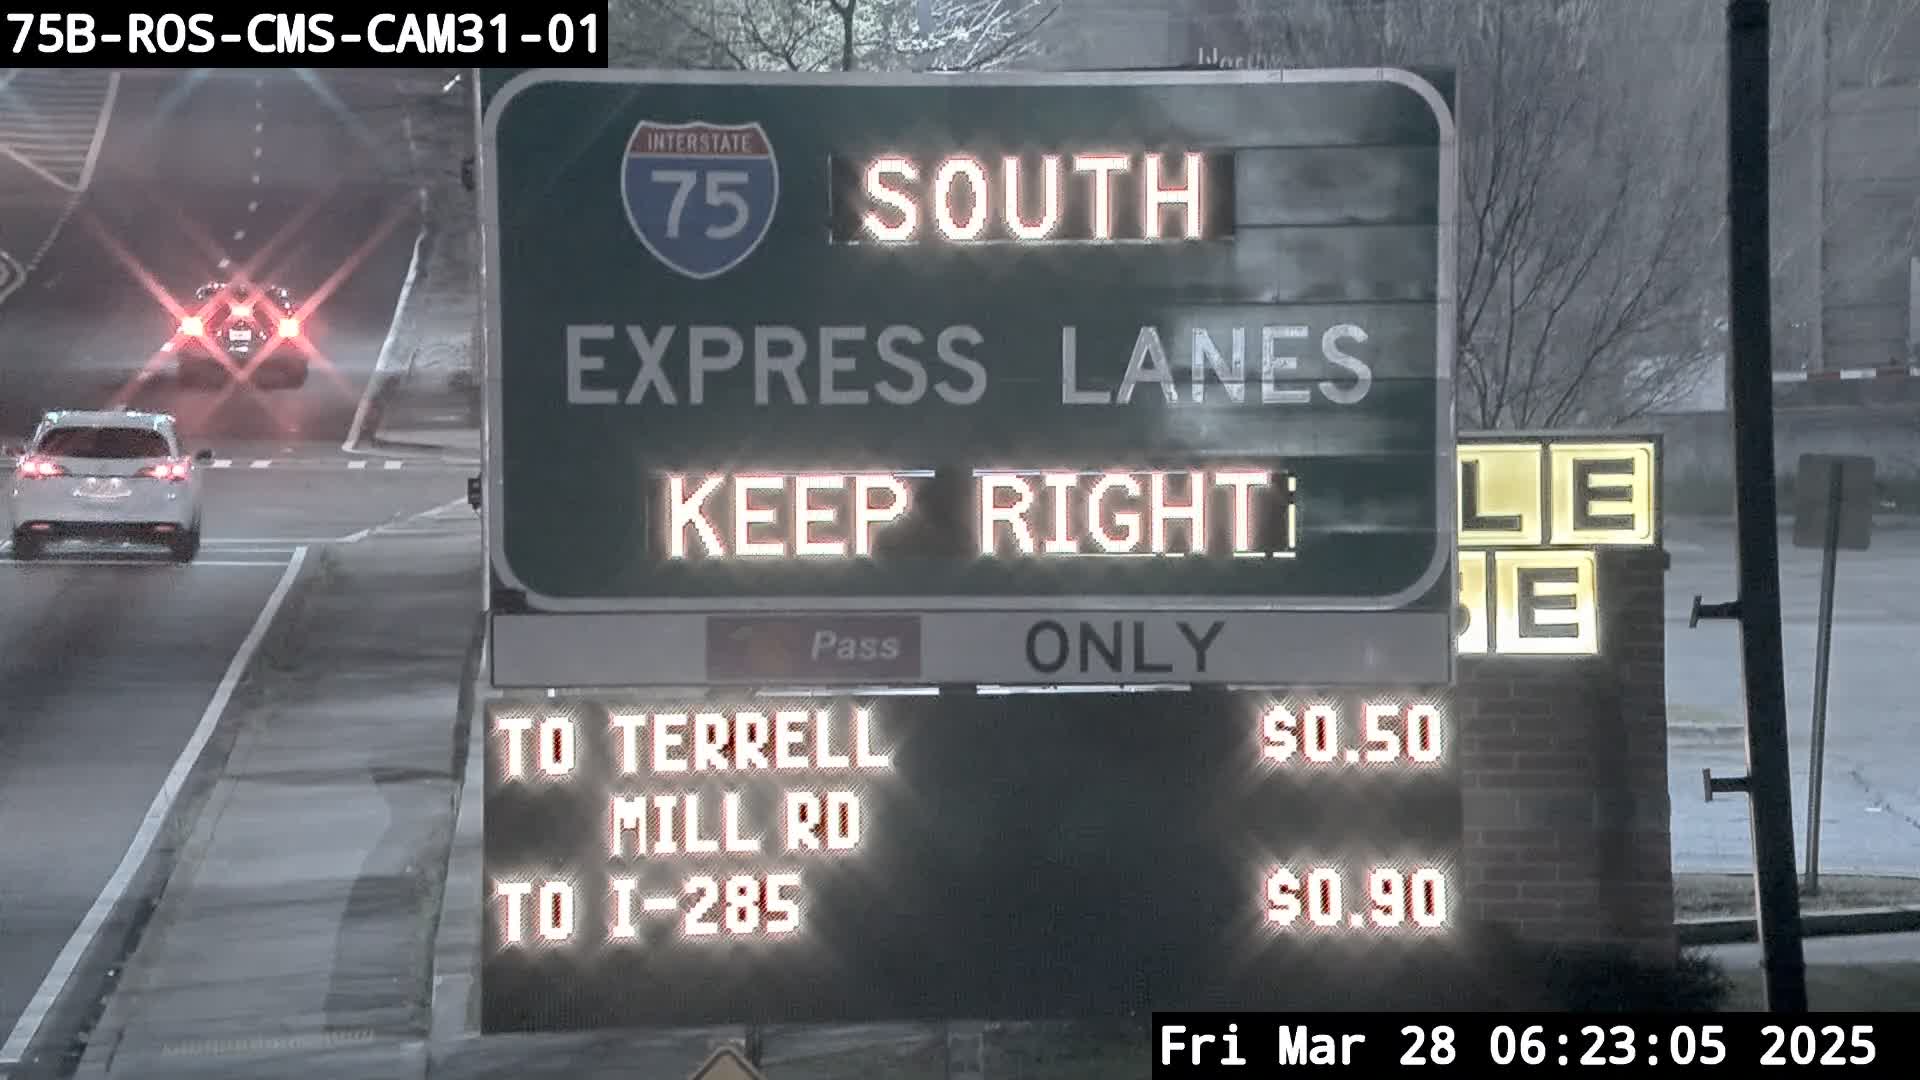 75B-ROS-CMS-CAM31-01
INTERSTATE
75
SOUTH
EXPRESS LANES
KEEP RIGHT
Pass ONLY
TO TERRELL $0.50
MILL RD
TO I-285 $0.90
LE
E
Fri Mar 28 06:23:05 2025